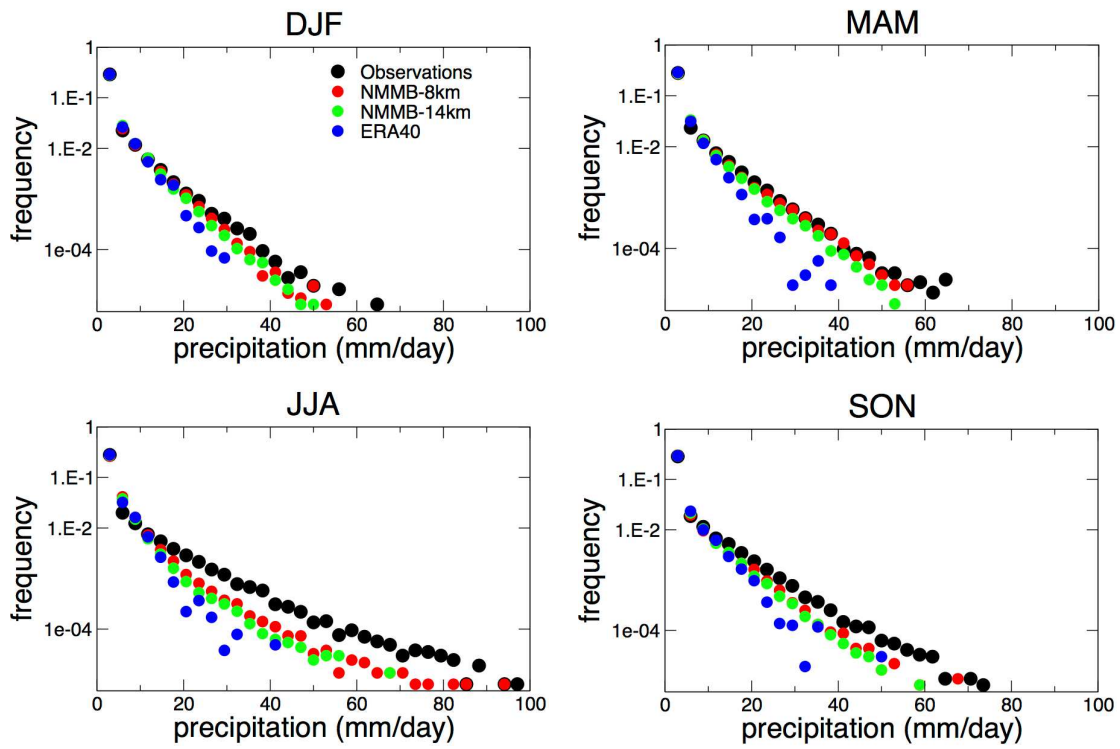 DJF
1
1.E-1
1.E-2
1e-04
frequency
0 20 40 60 80 100
precipitation (mm/day)
Observations
NMMB-8km
NMMB-14km
ERA40
MAM
1
1.E-1
1.E-2
1e-04
frequency
0 20 40 60 80 100
precipitation (mm/day)
JJA
1
1.E-1
1.E-2
1e-04
frequency
0 20 40 60 80 100
precipitation (mm/day)
SON
1
1.E-1
1.E-2
1e-04
frequency
0 20 40 60 80 100
precipitation (mm/day)